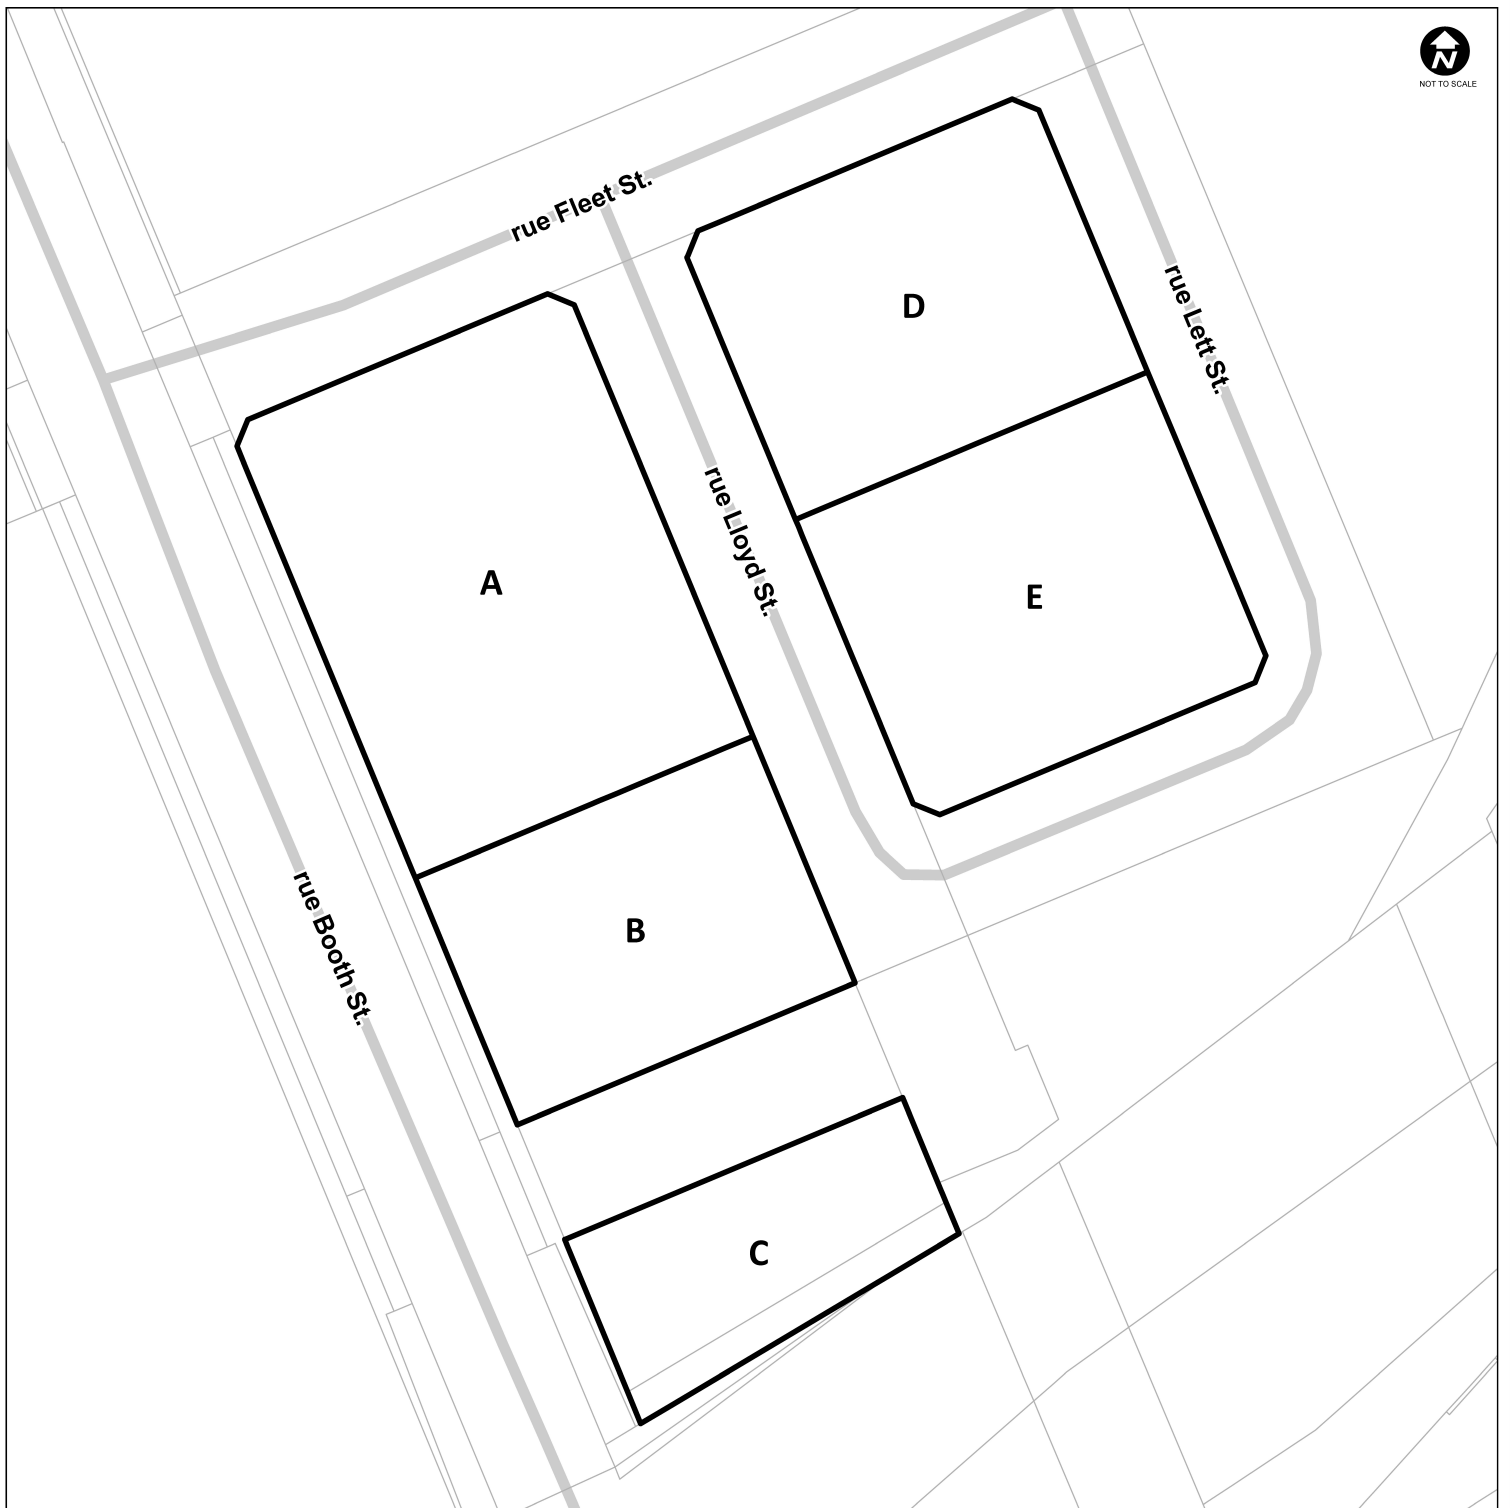 N
NOT TO SCALE
rue Fleet St.
D
rue Lett St.
A
rue Lloyd St.
E
B
rue Booth St.
C